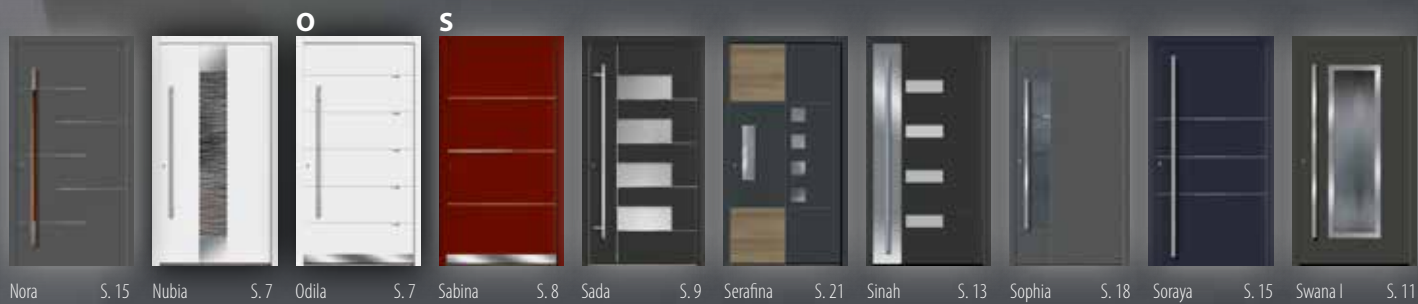 O S
Nora S. 15 Nubia S. 7 Odila S. 7 Sabina S. 8 Sada S. 9 Serafina S. 21 Sinah S. 13 Sophia S. 18 Soraya S. 15 Swana I S. 11